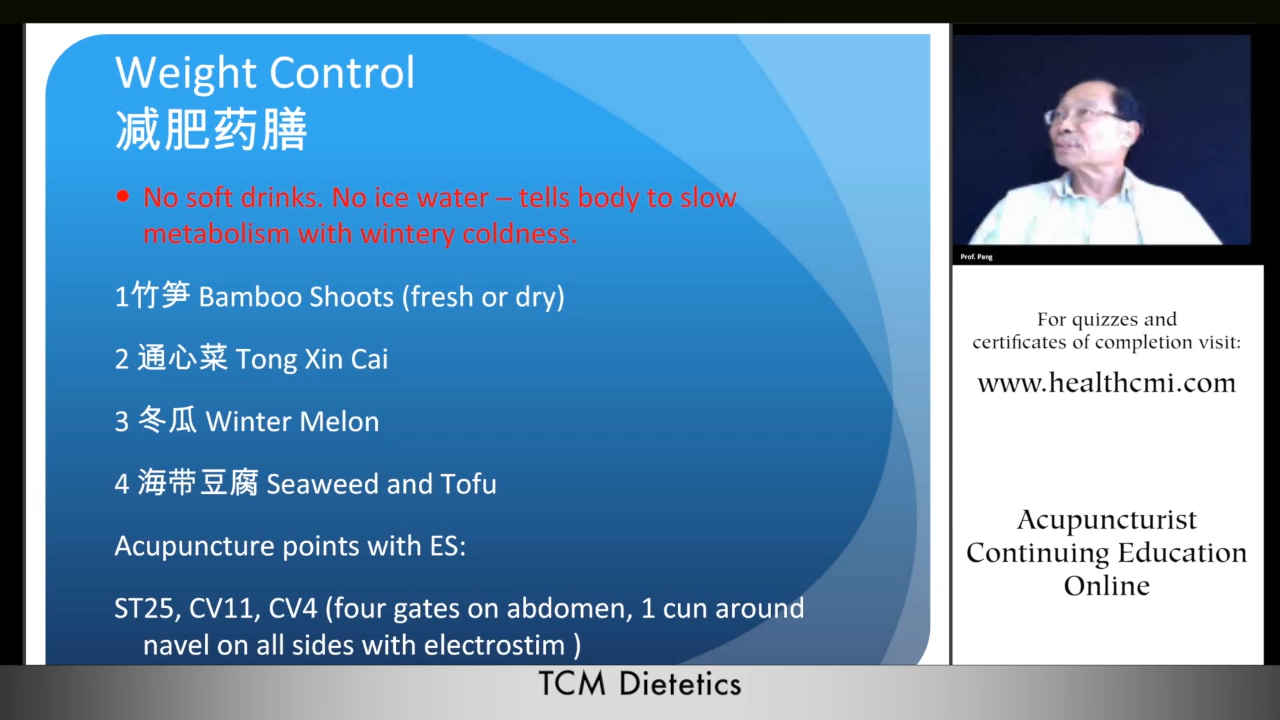 Weight Control
减肥药膳
• No soft drinks. No ice water – tells body to slow
metabolism with wintery coldness.
1竹笋 Bamboo Shoots (fresh or dry)
2 通心菜 Tong Xin Cai
3 冬瓜 Winter Melon
4 海带豆腐 Seaweed and Tofu
Acupuncture points with ES:
ST25, CV11, CV4 (four gates on abdomen, 1 cun around
navel on all sides with electrostim )
Prof. Pang
For quizzes and
certificates of completion visit:
www.healthcmi.com
Acupuncturist
Continuing Education
Online
TCM Dietetics